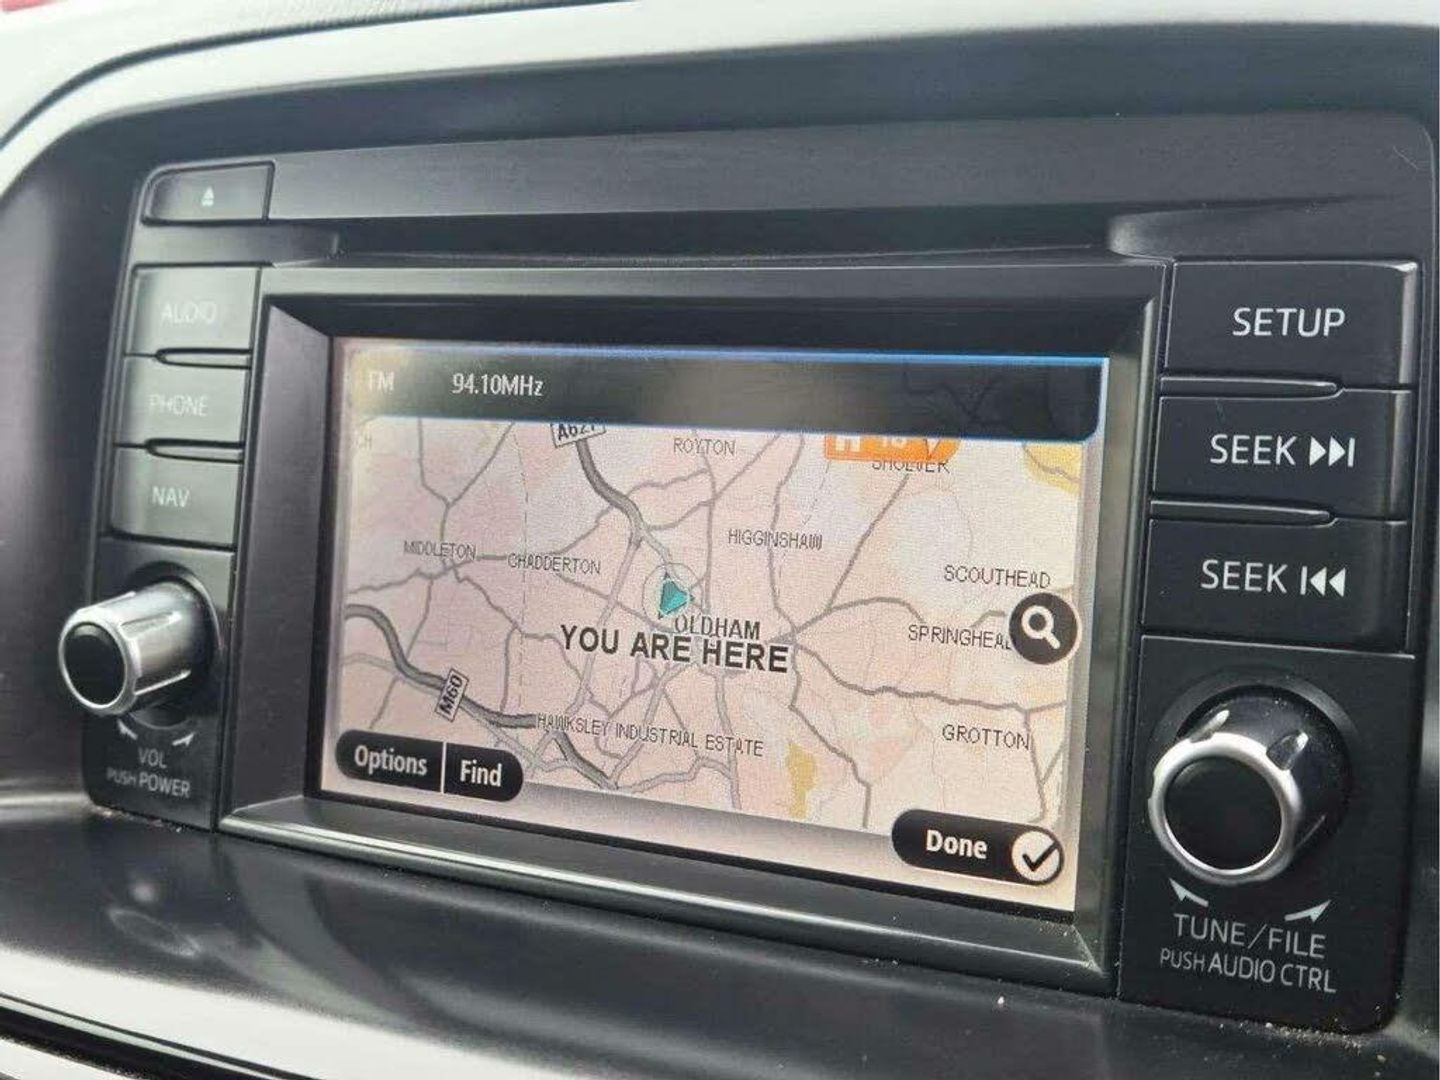 AUDIO
PHONE
NAV
VOL
PUSH POWER
FM 94.10MHz
A627
ROYTON
SHOLVER
HIGGINSHAW
MIDDLETON
CHADDERTON
SCOUTHEAD
OLDHAM
YOU ARE HERE
SPRINGHEAD
M60
HAWKSLEY INDUSTRIAL ESTATE
GROTTON
Options
Find
Done
SETUP
SEEK
SEEK
TUNE/FILE
PUSH AUDIO CTRL